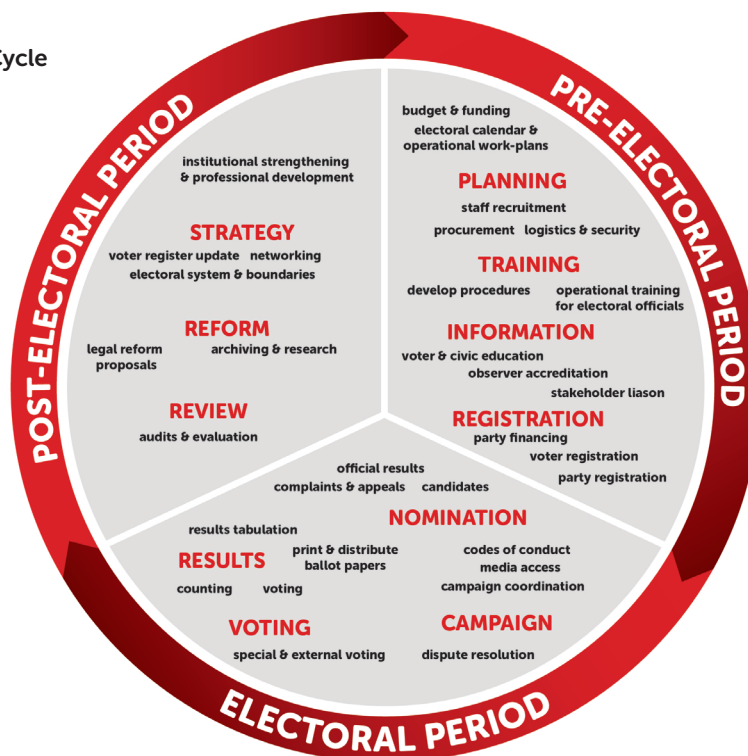 Cycle
PRE-ELECTORAL PERIOD
budget & funding
electoral calendar &
operational work-plans
PLANNING
staff recruitment
procurement logistics & security
TRAINING
develop procedures
operational training
for electoral officials
INFORMATION
voter & civic education
observer accreditation
stakeholder liason
REGISTRATION
party financing
voter registration
party registration
ELECTORAL PERIOD
official results
complaints & appeals candidates
NOMINATION
results tabulation
RESULTS
print & distribute
ballot papers
codes of conduct
media access
campaign coordination
counting voting
VOTING
CAMPAIGN
special & external voting
dispute resolution
POST-ELECTORAL PERIOD
institutional strengthening
& professional development
STRATEGY
voter register update networking
electoral system & boundaries
REFORM
legal reform
proposals
archiving & research
REVIEW
audits & evaluation